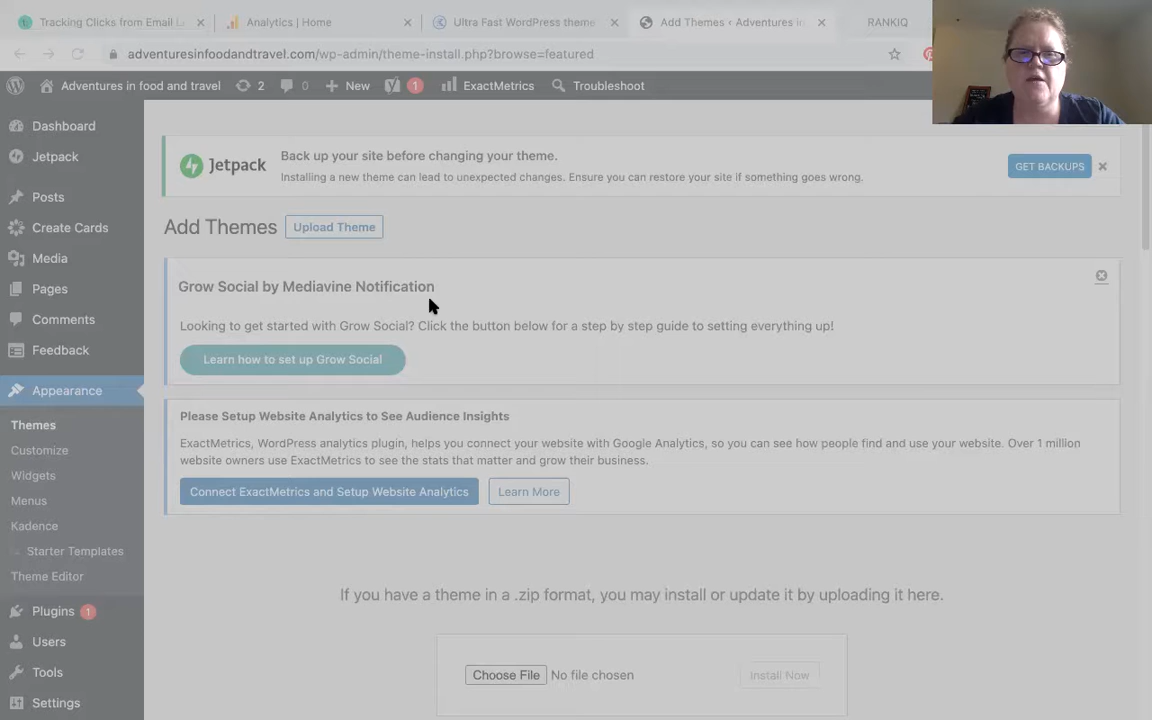 Tracking Clicks from Email L
Analytics | Home
Ultra Fast WordPress theme
Add Themes ‹ Adventures in
RANKIQ
adventuresinfoodandtravel.com/wp-admin/theme-install.php?browse=featured
Adventures in food and travel
2
0
New
1
ExactMetrics
Troubleshoot
Dashboard
Jetpack
Posts
Create Cards
Media
Pages
Comments
Feedback
Appearance
Themes
Customize
Widgets
Menus
Kadence
Starter Templates
Theme Editor
Plugins 1
Users
Tools
Settings
Jetpack
Back up your site before changing your theme.
Installing a new theme can lead to unexpected changes. Ensure you can restore your site if something goes wrong.
GET BACKUPS
Add Themes
Upload Theme
Grow Social by Mediavine Notification
Looking to get started with Grow Social? Click the button below for a step by step guide to setting everything up!
Learn how to set up Grow Social
Please Setup Website Analytics to See Audience Insights
ExactMetrics, WordPress analytics plugin, helps you connect your website with Google Analytics, so you can see how people find and use your website. Over 1 million
website owners use ExactMetrics to see the stats that matter and grow their business.
Connect ExactMetrics and Setup Website Analytics
Learn More
If you have a theme in a .zip format, you may install or update it by uploading it here.
Choose File No file chosen
Install Now